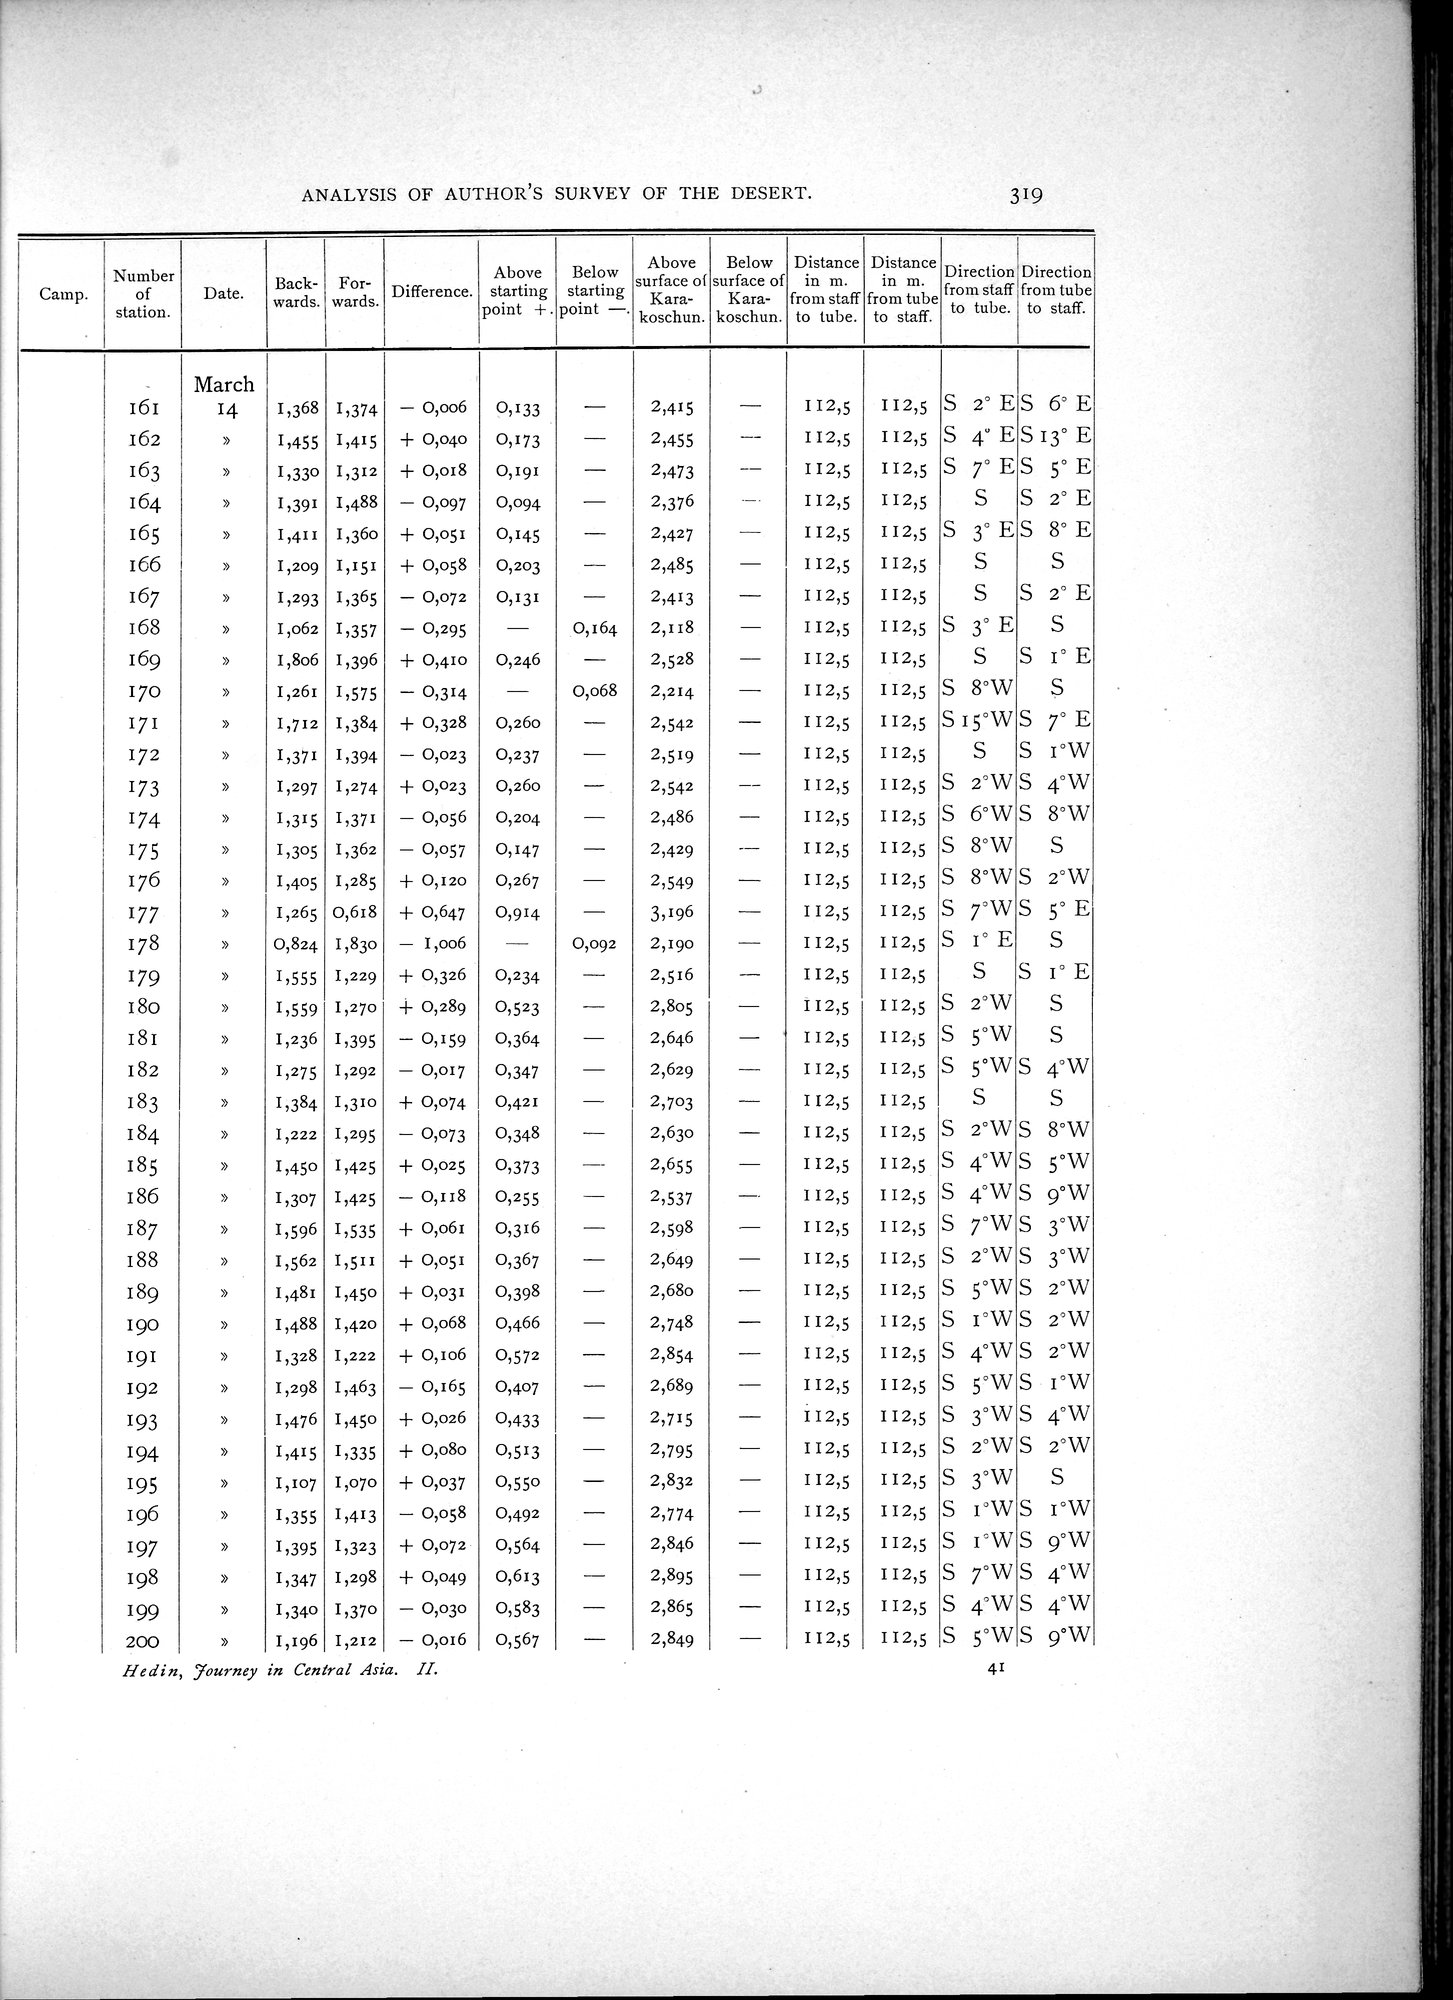 ANALYSIS OF AUTHOR'S SURVEY OF THE DESERT. 319
Camp. Number of station. Date. Back-wards. For-wards. Difference. Above starting point +. Below starting point —. Above surface of Kara-koschun. Below surface of Kara-koschun. Distance in m. from staff to tube. Distance in m. from tube to staff. Direction from staff to tube. Direction from tube to staff.
March
161 14 1,368 1,374 — 0,006 0,133 — 2,415 — 112,5 112,5 S 2° E S 6° E
162 » 1,455 1,415 + 0,040 0,173 — 2,455 — 112,5 112,5 S 4° E S 13° E
163 » 1,330 1,312 + 0,018 0,191 — 2,473 — 112,5 112,5 S 7° E S 5° E
164 » 1,391 1,488 — 0,097 0,094 — 2,376 — 112,5 112,5 S S 2° E
165 » 1,411 1,360 + 0,051 0,145 — 2,427 — 112,5 112,5 S 3° E S 8° E
166 » 1,209 1,151 + 0,058 0,203 — 2,485 — 112,5 112,5 S S
167 » 1,293 1,365 — 0,072 0,131 — 2,413 — 112,5 112,5 S S 2° E
168 » 1,062 1,357 — 0,295 — 0,164 2,118 — 112,5 112,5 S 3° E S
169 » 1,806 1,396 + 0,410 0,246 — 2,528 — 112,5 112,5 S S 1° E
170 » 1,261 1,575 — 0,314 — 0,068 2,214 — 112,5 112,5 S 8°W S
171 » 1,712 1,384 + 0,328 0,260 — 2,542 — 112,5 112,5 S 15°W S 7° E
172 » 1,371 1,394 — 0,023 0,237 — 2,519 — 112,5 112,5 S S 1°W
173 » 1,297 1,274 + 0,023 0,260 — 2,542 — 112,5 112,5 S 2°W S 4°W
174 » 1,315 1,371 — 0,056 0,204 — 2,486 — 112,5 112,5 S 6°W S 8°W
175 » 1,305 1,362 — 0,057 0,147 — 2,429 — 112,5 112,5 S 8°W S
176 » 1,405 1,285 + 0,120 0,267 — 2,549 — 112,5 112,5 S 8°W S 2°W
177 » 1,265 0,618 + 0,647 0,914 — 3,196 — 112,5 112,5 S 7°W S 5° E
178 » 0,824 1,830 — 1,006 — 0,092 2,190 — 112,5 112,5 S 1° E S
179 » 1,555 1,229 + 0,326 0,234 — 2,516 — 112,5 112,5 S S 1° E
180 » 1,559 1,270 + 0,289 0,523 — 2,805 — 112,5 112,5 S 2°W S
181 » 1,236 1,395 — 0,159 0,364 — 2,646 — 112,5 112,5 S 5°W S
182 » 1,275 1,292 — 0,017 0,347 — 2,629 — 112,5 112,5 S 5°W S 4°W
183 » 1,384 1,310 + 0,074 0,421 — 2,703 — 112,5 112,5 S S
184 » 1,222 1,295 — 0,073 0,348 — 2,630 — 112,5 112,5 S 2°W S 8°W
185 » 1,450 1,425 + 0,025 0,373 — 2,655 — 112,5 112,5 S 4°W S 5°W
186 » 1,307 1,425 — 0,118 0,255 — 2,537 — 112,5 112,5 S 4°W S 9°W
187 » 1,596 1,535 + 0,061 0,316 — 2,598 — 112,5 112,5 S 7°W S 3°W
188 » 1,562 1,511 + 0,051 0,367 — 2,649 — 112,5 112,5 S 2°W S 3°W
189 » 1,481 1,450 + 0,031 0,398 — 2,680 — 112,5 112,5 S 5°W S 2°W
190 » 1,488 1,420 + 0,068 0,466 — 2,748 — 112,5 112,5 S 1°W S 2°W
191 » 1,328 1,222 + 0,106 0,572 — 2,854 — 112,5 112,5 S 4°W S 2°W
192 » 1,298 1,463 — 0,165 0,407 — 2,689 — 112,5 112,5 S 5°W S 1°W
193 » 1,476 1,450 + 0,026 0,433 — 2,715 — 112,5 112,5 S 3°W S 4°W
194 » 1,415 1,335 + 0,080 0,513 — 2,795 — 112,5 112,5 S 2°W S 2°W
195 » 1,107 1,070 + 0,037 0,550 — 2,832 — 112,5 112,5 S 3°W S
196 » 1,355 1,413 — 0,058 0,492 — 2,774 — 112,5 112,5 S 1°W S 1°W
197 » 1,395 1,323 + 0,072 0,564 — 2,846 — 112,5 112,5 S 1°W S 9°W
198 » 1,347 1,298 + 0,049 0,613 — 2,895 — 112,5 112,5 S 7°W S 4°W
199 » 1,340 1,370 — 0,030 0,583 — 2,865 — 112,5 112,5 S 4°W S 4°W
200 » 1,196 1,212 — 0,016 0,567 — 2,849 — 112,5 112,5 S 5°W S 9°W
Hedin, Journey in Central Asia. II. 41